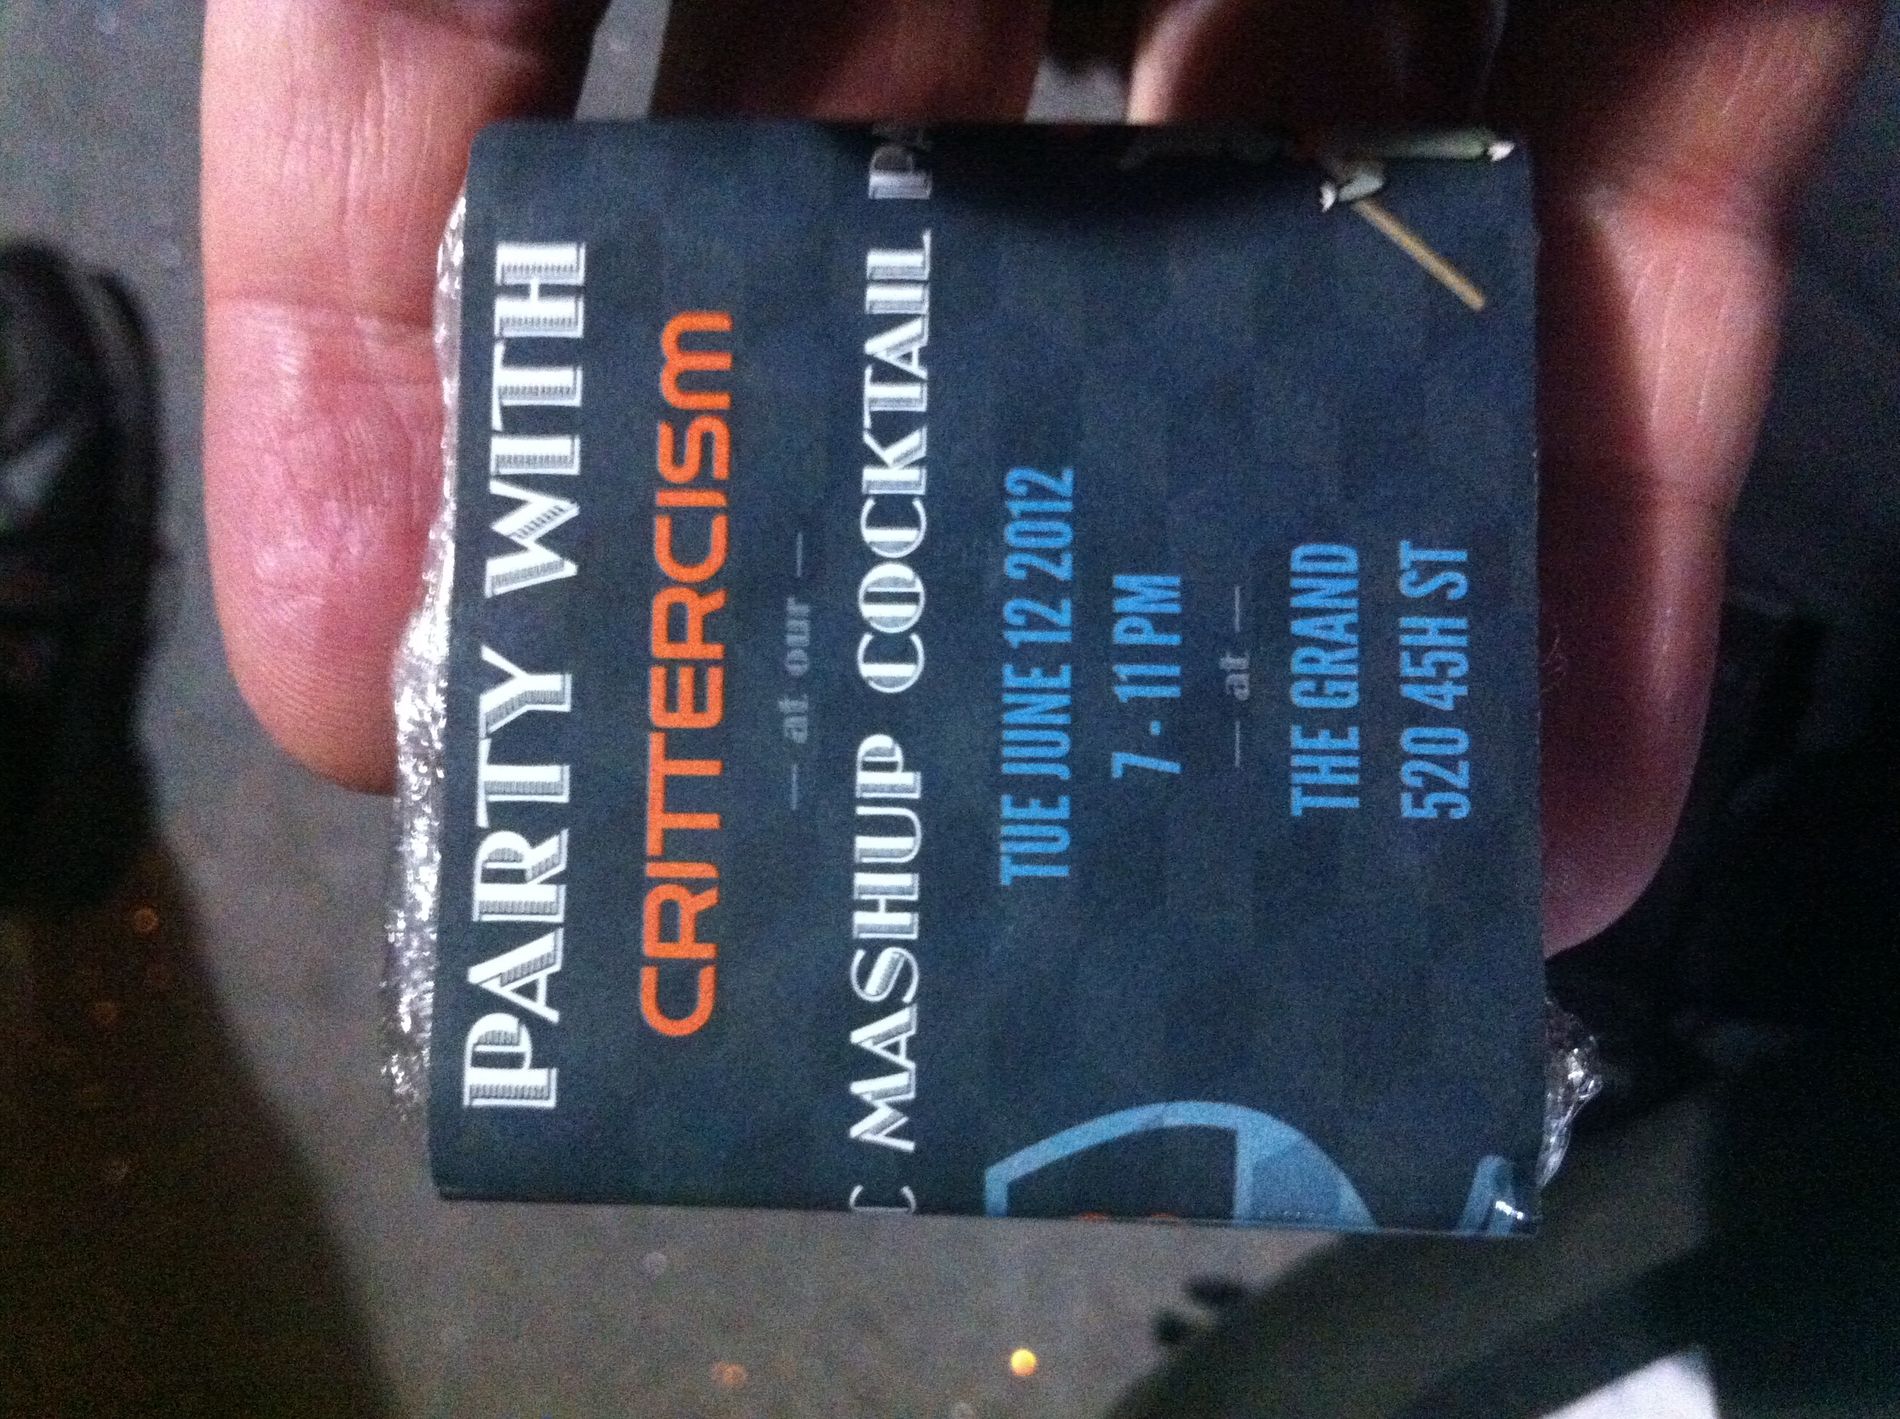 PARTY WITH
CRITTERCISM
— at our —
MASHUP COCKTAIL
TUE JUNE 12 2012
7 - 11 PM
— at —
THE GRAND
520 45H ST